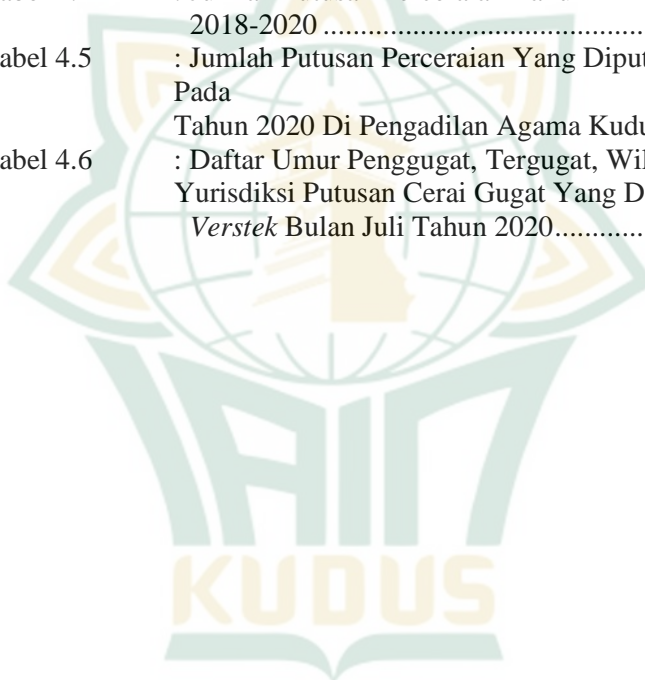 2018-2020 ..........................................
abel 4.5 : Jumlah Putusan Perceraian Yang Diput
Pada
Tahun 2020 Di Pengadilan Agama Kudu
abel 4.6 : Daftar Umur Penggugat, Tergugat, Wil
Yurisdiksi Putusan Cerai Gugat Yang D
Verstek Bulan Juli Tahun 2020............
IAIN
KUDUS